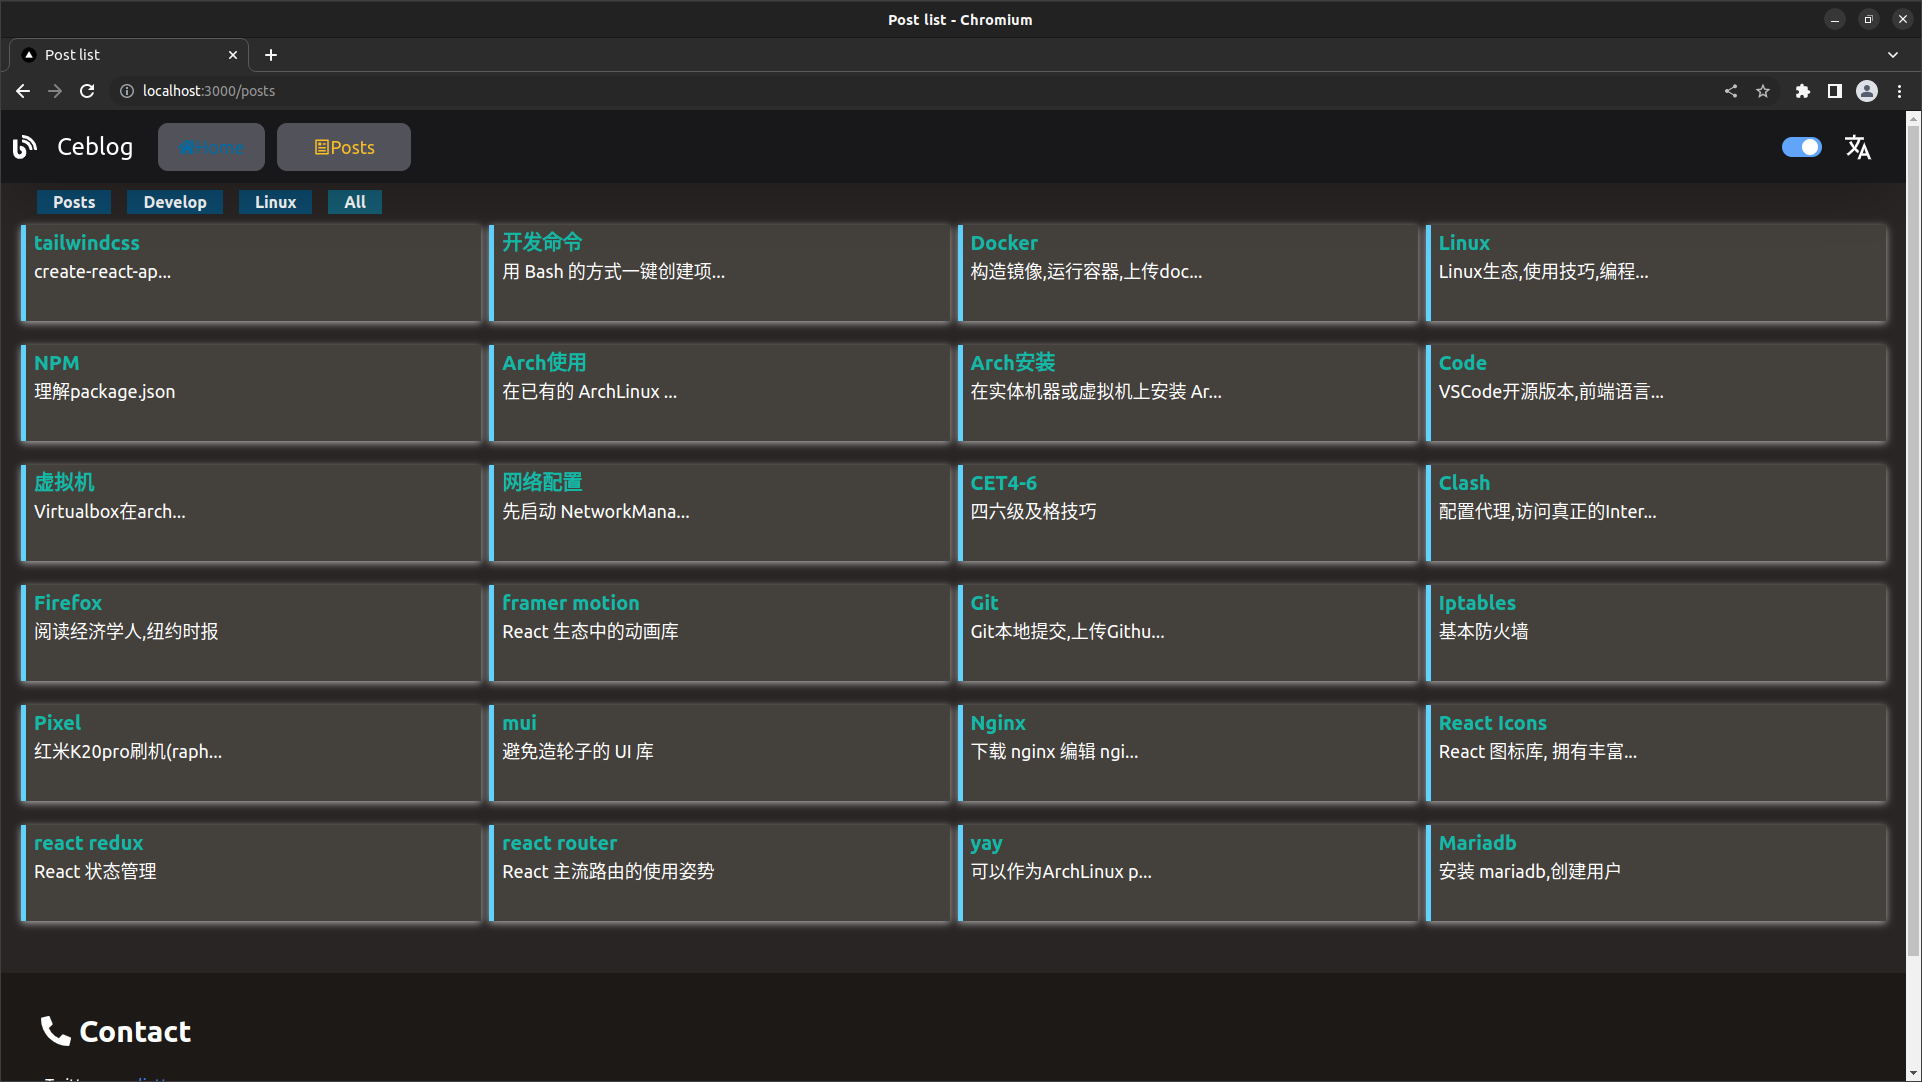 Post list - Chromium
Post list
localhost:3000/posts
Ceblog
Home
Posts
Posts
Develop
Linux
All
tailwindcss
create-react-ap...
开发命令
用 Bash 的方式一键创建项...
Docker
构造镜像,运行容器,上传doc...
Linux
Linux生态,使用技巧,编程...
NPM
理解package.json
Arch使用
在已有的 ArchLinux ...
Arch安装
在实体机器或虚拟机上安装 Ar...
Code
VSCode开源版本,前端语言...
虚拟机
Virtualbox在arch...
网络配置
先启动 NetworkMana...
CET4-6
四六级及格技巧
Clash
配置代理,访问真正的Inter...
Firefox
阅读经济学人,纽约时报
framer motion
React 生态中的动画库
Git
Git本地提交,上传Githu...
Iptables
基本防火墙
Pixel
红米K20pro刷机(raph...
mui
避免造轮子的 UI 库
Nginx
下载 nginx 编辑 ngi...
React Icons
React 图标库, 拥有丰富...
react redux
React 状态管理
react router
React 主流路由的使用姿势
yay
可以作为ArchLinux p...
Mariadb
安装 mariadb,创建用户
Contact